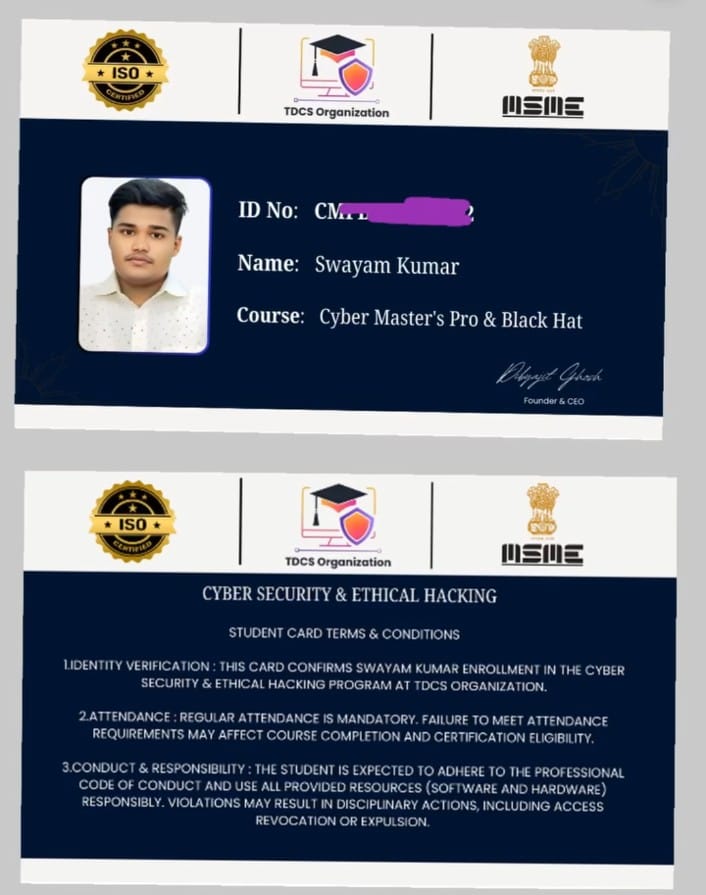 ISO
CERTIFIED
TDCS Organization
MSME
ID No:
Name: Swayam Kumar
Course: Cyber Master's Pro & Black Hat
Dibyajit Ghosh
Founder & CEO
ISO
CERTIFIED
TDCS Organization
MSME
CYBER SECURITY & ETHICAL HACKING
STUDENT CARD TERMS & CONDITIONS
1.IDENTITY VERIFICATION : THIS CARD CONFIRMS SWAYAM KUMAR ENROLLMENT IN THE CYBER
SECURITY & ETHICAL HACKING PROGRAM AT TDCS ORGANIZATION.
2.ATTENDANCE : REGULAR ATTENDANCE IS MANDATORY. FAILURE TO MEET ATTENDANCE
REQUIREMENTS MAY AFFECT COURSE COMPLETION AND CERTIFICATION ELIGIBILITY.
3.CONDUCT & RESPONSIBILITY : THE STUDENT IS EXPECTED TO ADHERE TO THE PROFESSIONAL
CODE OF CONDUCT AND USE ALL PROVIDED RESOURCES (SOFTWARE AND HARDWARE)
RESPONSIBLY. VIOLATIONS MAY RESULT IN DISCIPLINARY ACTIONS, INCLUDING ACCESS
REVOCATION OR EXPULSION.